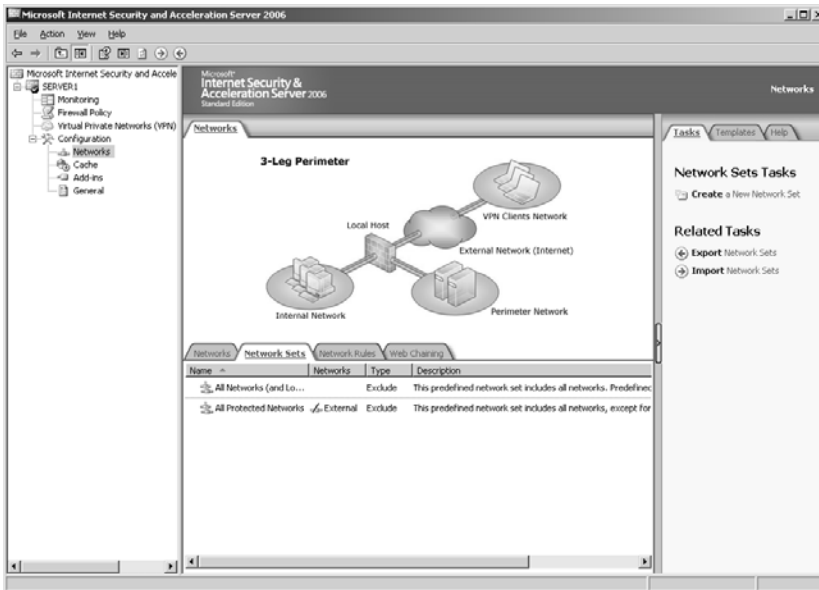 Microsoft Internet Security and Acceleration Server 2006
File Action View Help
Microsoft Internet Security and Accele
SERVER1
Monitoring
Firewall Policy
Virtual Private Networks (VPN)
Configuration
Networks
Cache
Add-ins
General
Microsoft
Internet Security &
Acceleration Server 2006
Standard Edition
Networks
Networks
3-Leg Perimeter
VPN Clients Network
Local Host
External Network (Internet)
Internal Network
Perimeter Network
Networks Network Sets Network Rules Web Chaining
Name Networks Type Description
All Networks (and Lo... Exclude This predefined network set includes all networks. Predefinec
All Protected Networks External Exclude This predefined network set includes all networks, except for
Tasks Templates Help
Network Sets Tasks
Create a New Network Set
Related Tasks
Export Network Sets
Import Network Sets